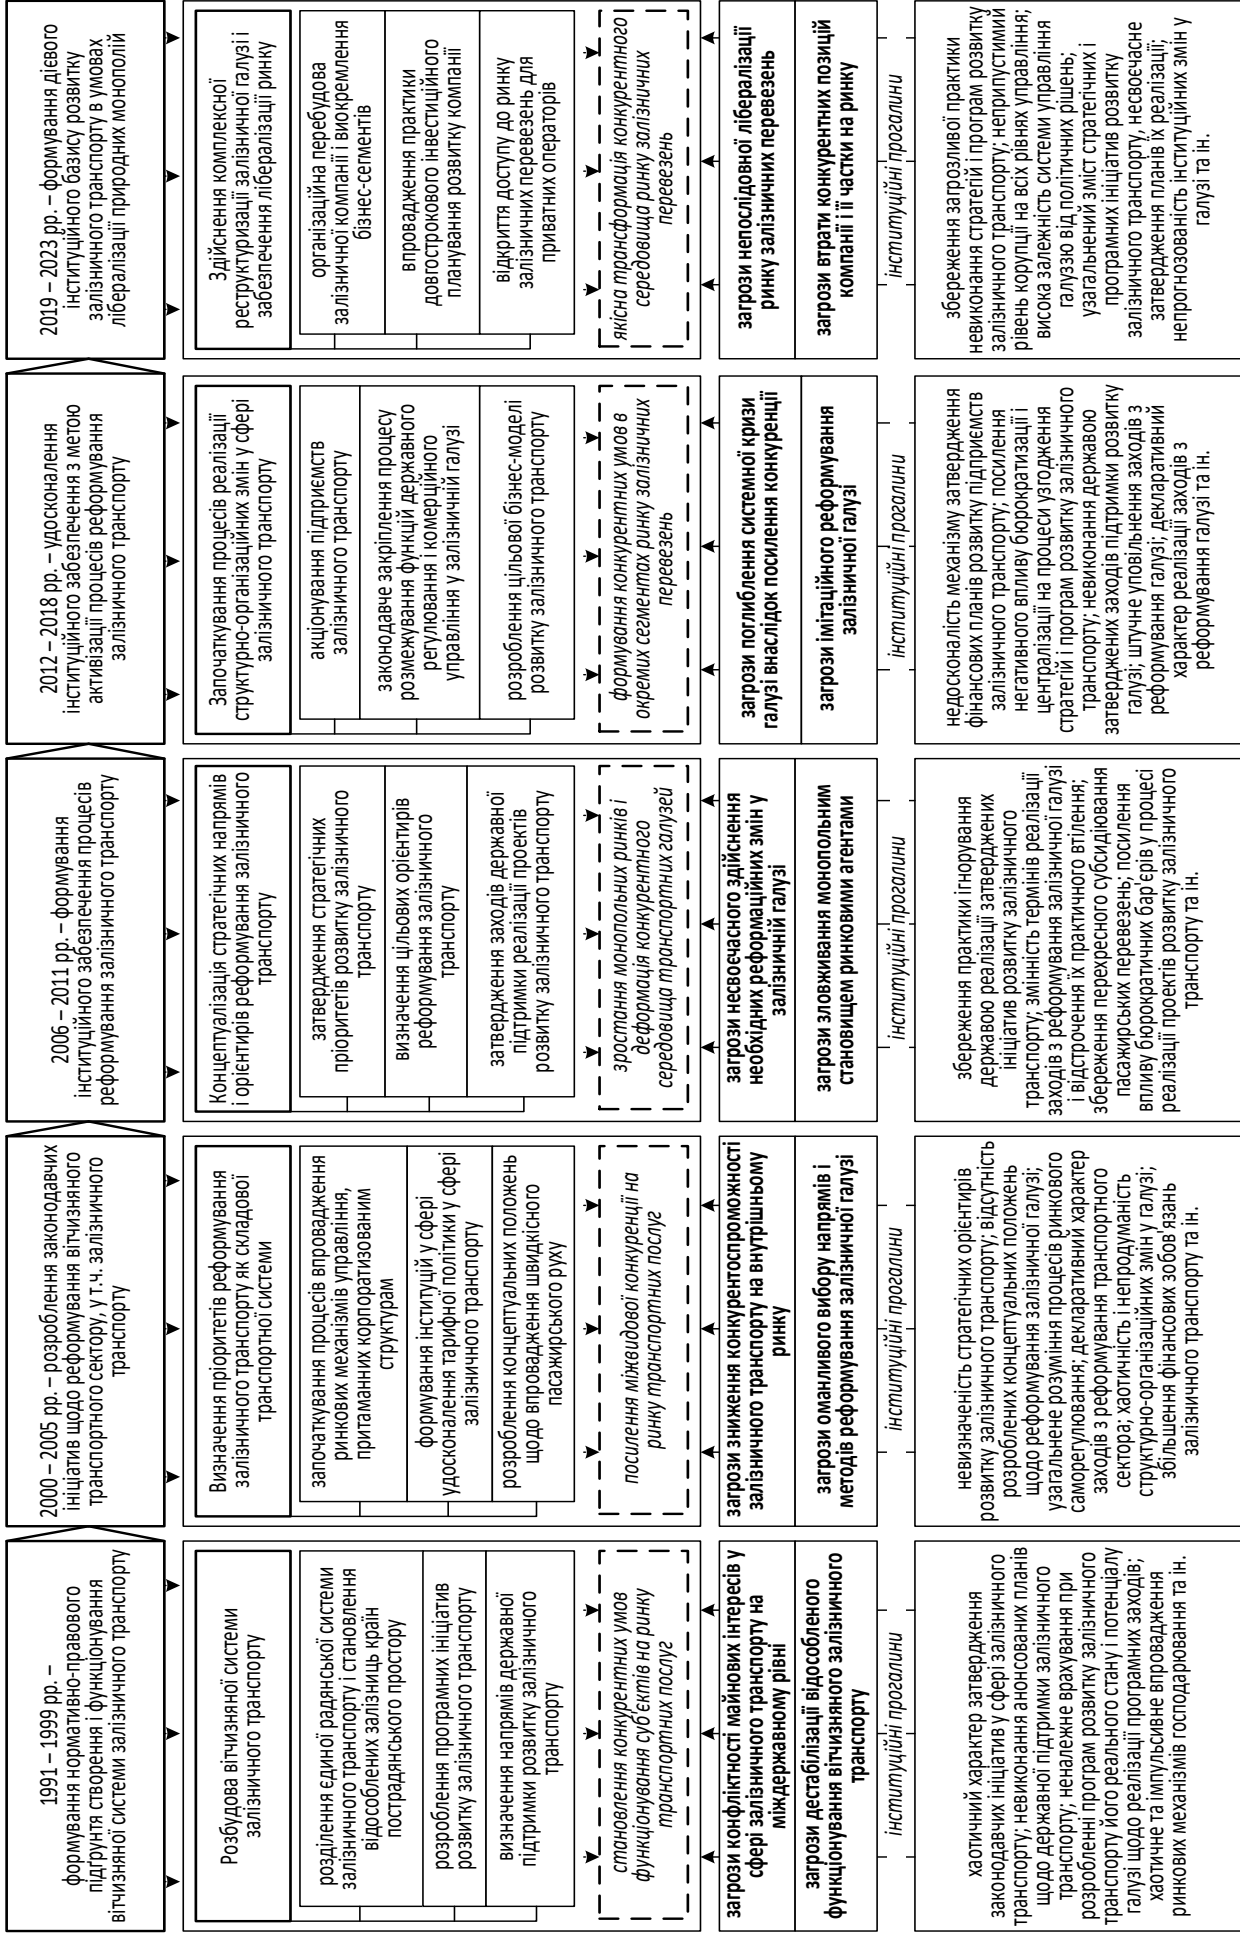 1991 – 1999 рр. –
формування нормативно-правового
підґрунтя створення і функціонування
вітчизняної системи залізничного транспорту
Розбудова вітчизняної системи
залізничного транспорту
розділення єдиної радянської системи
залізничного транспорту і становлення
відособлених залізниць країн
пострадянського простору
розроблення програмних ініціатив
розвитку залізничного транспорту
визначення напрямів державної
підтримки розвитку залізничного
транспорту
становлення конкурентних умов
функціонування суб'єктів на ринку
транспортних послуг
загрози конфліктності майнових інтересів у
сфері залізничного транспорту на
міждержавному рівні
загрози дестабілізації відособленого
функціонування вітчизняного залізничного
транспорту
інституційні прогалини
хаотичний характер затвердження
законодавчих ініціатив у сфері залізничного
транспорту; невиконання анонсованих планів
щодо державної підтримки залізничного
транспорту; неналежне врахування при
розробленні програм розвитку залізничного
транспорту його реального стану і потенціалу
галузі щодо реалізації програмних заходів;
хаотичне та імпульсивне впровадження
ринкових механізмів господарювання та ін.
2000 – 2005 рр. – розроблення законодавчих
ініціатив щодо реформування вітчизняного
транспортного сектору, у т.ч. залізничного
транспорту
Визначення пріоритетів реформування
залізничного транспорту як складової
транспортної системи
започаткування процесів впровадження
ринкових механізмів управління,
притаманних корпоратизованим
структурам
формування інституцій у сфері
удосконалення тарифної політики у сфері
залізничного транспорту
розроблення концептуальних положень
щодо впровадження швидкісного
пасажирського руху
посилення міжвидової конкуренції на
ринку транспортних послуг
загрози зниження конкурентоспроможності
залізничного транспорту на внутрішньому
ринку
загрози оманливого вибору напрямів і
методів реформування залізничної галузі
інституційні прогалини
невизначеність стратегічних орієнтирів
розвитку залізничного транспорту; відсутність
розроблених концептуальних положень
щодо реформування залізничної галузі;
узагальнене розуміння процесів ринкового
саморегулювання; декларативний характер
заходів з реформування транспортного
сектора; хаотичність і непродуманість
структурно-організаційних змін у галузі;
збільшення фінансових зобов'язань
залізничного транспорту та ін.
2006 – 2011 рр. – формування
інституційного забезпечення процесів
реформування залізничного транспорту
Концептуалізація стратегічних напрямів
і орієнтирів реформування залізничного
транспорту
затвердження стратегічних
пріоритетів розвитку залізничного
транспорту
визначення цільових орієнтирів
реформування залізничного
транспорту
затвердження заходів державної
підтримки реалізації проектів
розвитку залізничного транспорту
зростання монопольних ринків і
деформація конкурентного
середовища транспортних галузей
загрози несвоєчасного здійснення
необхідних реформаційних змін у
залізничній галузі
загрози зловживання монопольним
становищем ринковими агентами
інституційні прогалини
збереження практики ігнорування
державою реалізації затверджених
ініціатив розвитку залізничного
транспорту; змінність термінів реалізації
заходів з реформування залізничної галузі
і відстрочення їх практичного втілення;
збереження перехресного субсидіювання
пасажирських перевезень; посилення
впливу бюрократичних бар'єрів у процесі
реалізації проектів розвитку залізничного
транспорту та ін.
2012 – 2018 рр. – удосконалення
інституційного забезпечення з метою
активізації процесів реформування
залізничного транспорту
Започаткування процесів реалізації
структурно-організаційних змін у сфері
залізничного транспорту
акціонування підприємств
залізничного транспорту
законодавче закріплення процесу
розмежування функцій державного
регулювання і комерційного
управління у залізничній галузі
розроблення цільової бізнес-моделі
розвитку залізничного транспорту
формування конкурентних умов в
окремих сегментах ринку залізничних
перевезень
загрози поглиблення системної кризи
галузі внаслідок посилення конкуренції
загрози імітаційного реформування
залізничної галузі
інституційні прогалини
недосконалість механізму затвердження
фінансових планів розвитку підприємств
залізничного транспорту; посилення
негативного впливу бюрократизації і
централізації на процеси узгодження
стратегій і програм розвитку залізничного
транспорту; невиконання державою
затверджених заходів підтримки розвитку
галузі; штучне уповільнення заходів з
реформування галузі; декларативний
характер реалізації заходів з
реформування галузі та ін.
2019 – 2023 рр. – формування дієвого
інституційного базису розвитку
залізничного транспорту в умовах
лібералізації природних монополій
Здійснення комплексної
реструктуризації залізничної галузі і
забезпечення лібералізації ринку
організаційна перебудова
залізничної компанії і виокремлення
бізнес-сегментів
впровадження практики
довгострокового інвестиційного
планування розвитку компанії
відкриття доступу до ринку
залізничних перевезень для
приватних операторів
якісна трансформація конкурентного
середовища ринку залізничних
перевезень
загрози непослідовної лібералізації
ринку залізничних перевезень
загрози втрати конкурентних позицій
компанії і її частки на ринку
інституційні прогалини
збереження загрозливої практики
невиконання стратегій і програм розвитку
залізничного транспорту; неприпустимий
рівень корупції на всіх рівнях управління;
висока залежність системи управління
галуззю від політичних рішень;
узагальнений зміст стратегічних і
програмних ініціатив розвитку
залізничного транспорту, несвоєчасне
затвердження планів їх реалізації;
непрогнозованість інституційних змін у
галузі та ін.